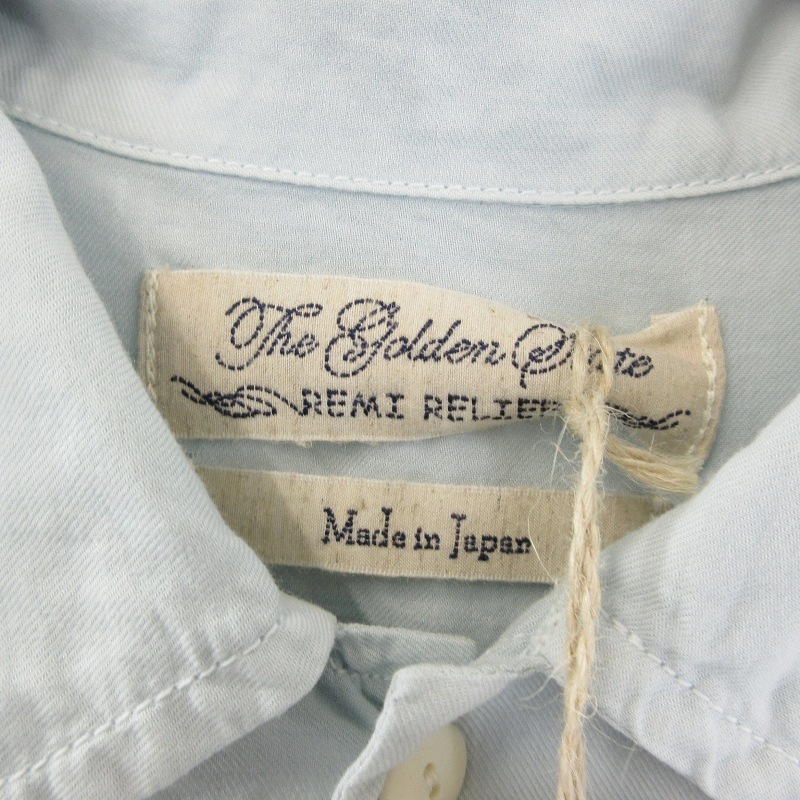 The Golden State
REMI RELIEF
Made in Japan